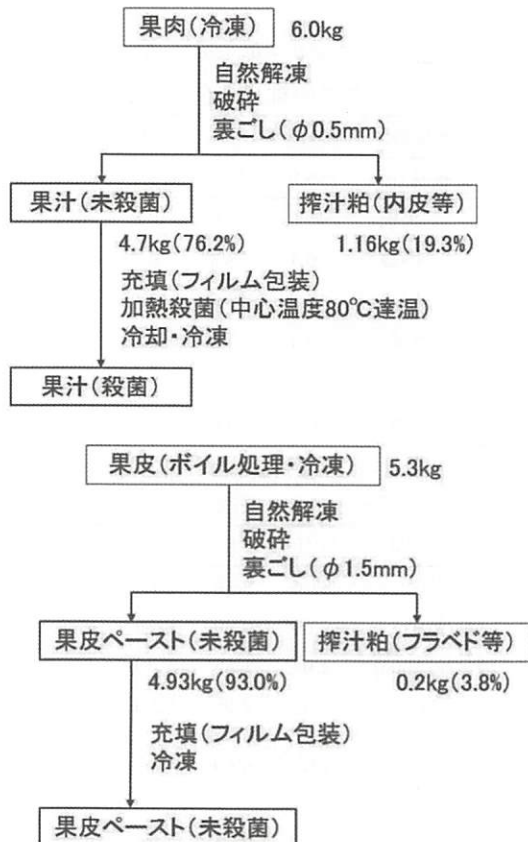 果肉(冷凍) 6.0kg
自然解凍
破砕
裏ごし(φ0.5mm)
果汁(未殺菌) 搾汁粕(内皮等)
4.7kg(76.2%) 1.16kg(19.3%)
充填(フィルム包装)
加熱殺菌(中心温度80℃達温)
冷却・冷凍
果汁(殺菌)
果皮(ボイル処理・冷凍) 5.3kg
自然解凍
破砕
裏ごし(φ1.5mm)
果皮ペースト(未殺菌) 搾汁粕(フラベド等)
4.93kg(93.0%) 0.2kg(3.8%)
充填(フィルム包装)
冷凍
果皮ペースト(未殺菌)